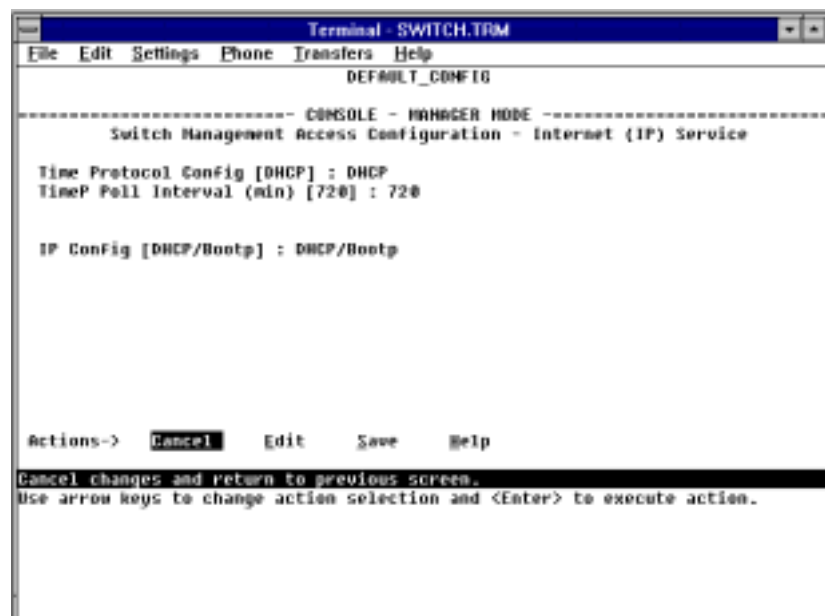 Terminal - SWITCH.TRM
File Edit Settings Phone Transfers Help
DEFAULT_CONFIG
---------------------------- CONSOLE - MANAGER MODE ----------------------------
Switch Management Access Configuration - Internet (IP) Service
Time Protocol Config [DHCP] : DHCP
TimeP Poll Interval (min) [720] : 720
IP Config [DHCP/Bootp] : DHCP/Bootp
Actions-> Cancel Edit Save Help
Cancel changes and return to previous screen.
Use arrow keys to change action selection and <Enter> to execute action.